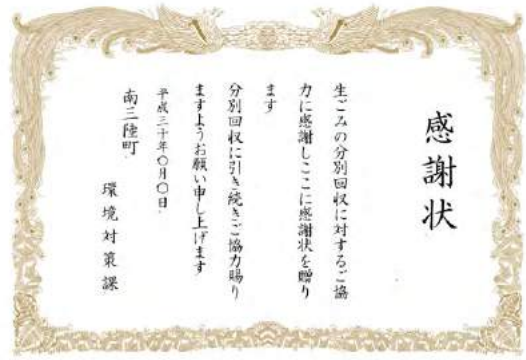 感謝状
生ごみの分別回収に対するご協
力に感謝しここに感謝状を贈り
ます
分別回収に引き続きご協力賜り
ますようお願い申し上げます
平成三十年〇月〇日
南三陸町
環境対策課